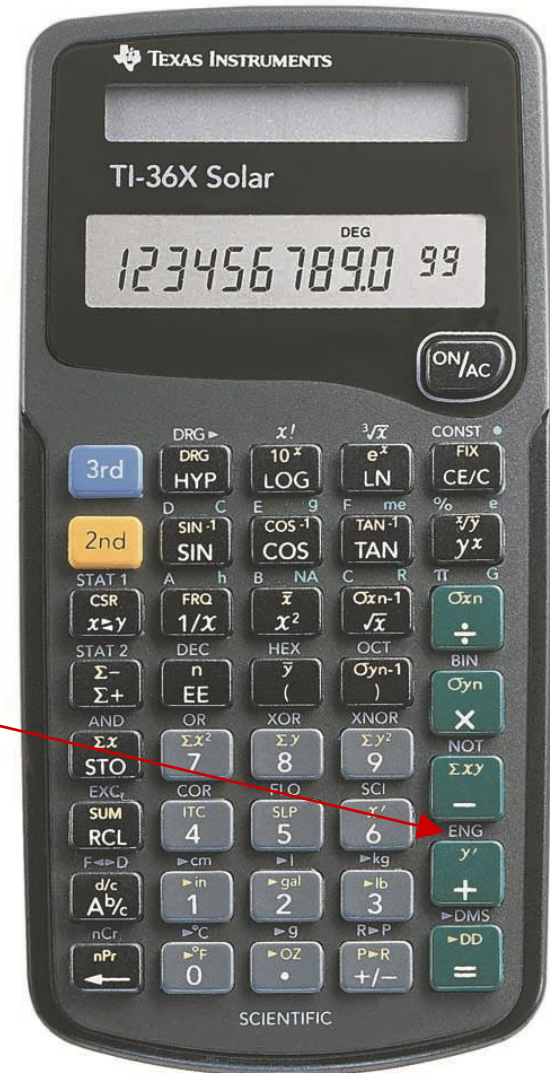 TEXAS INSTRUMENTS
TI-36X Solar
DEG
1234567890 99
ON/AC
DRG► x! ³√x CONST •
3rd DRG 10ˣ eˣ FIX
HYP LOG LN CE/C
D C E g F me % e
2nd SIN-1 COS-1 TAN-1 ˣ√y
SIN COS TAN yx
STAT 1 A h B NA C R π G
CSR FRQ x̄ σxn-1 σxn
x≶y 1/x x² √x ÷
STAT 2 DEC HEX OCT BIN
Σ− n ȳ σyn-1 σyn
Σ+ EE ( ) ×
AND OR XOR XNOR NOT
Σx Σx² Σy Σy² Σxy
STO 7 8 9 −
EXC COR FLO SCI ENG
SUM ITC SLP x′ y′
RCL 4 5 6 +
F◄►D ►cm ►l ►kg ►DMS
d/c ►in ►gal ►lb ►DD
Ab/c 1 2 3 =
nCr ►°C ►g R►P
nPr ►°F ►OZ P►R
← 0 • +/−
SCIENTIFIC